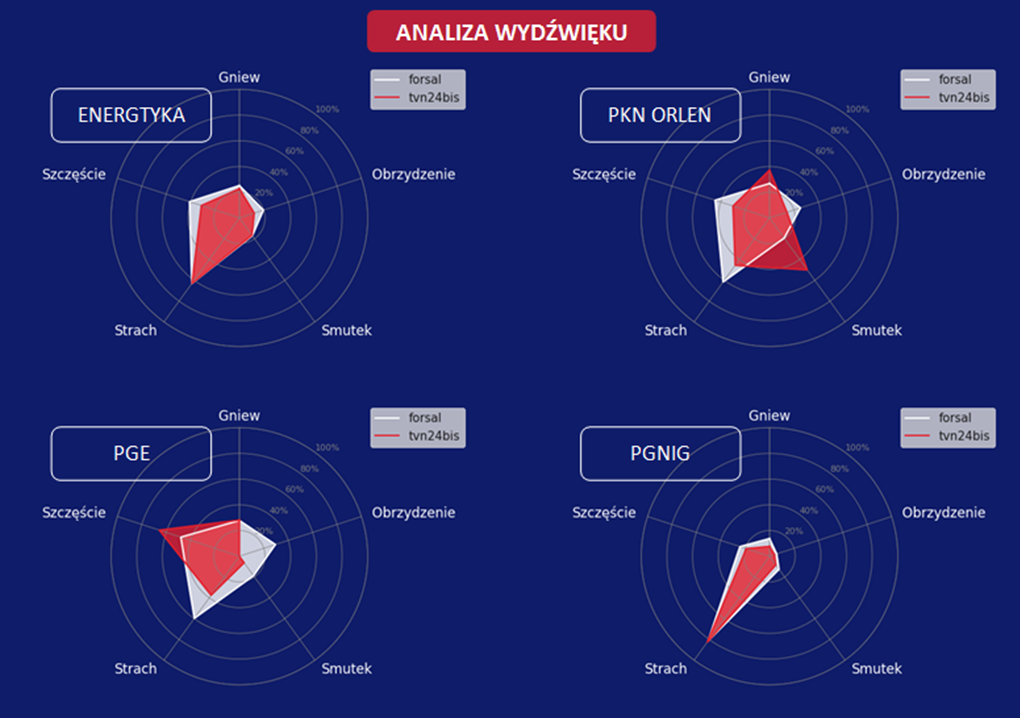 ANALIZA WYDŹWIĘKU
ENERGTYKA
Gniew
forsal
tvn24bis
100%
80%
60%
40%
20%
Szczęście
Obrzydzenie
Strach
Smutek
PKN ORLEN
Gniew
forsal
tvn24bis
100%
80%
60%
40%
20%
Szczęście
Obrzydzenie
Strach
Smutek
PGE
Gniew
forsal
tvn24bis
100%
80%
60%
40%
20%
Szczęście
Obrzydzenie
Strach
Smutek
PGNIG
Gniew
forsal
tvn24bis
100%
80%
60%
40%
20%
Szczęście
Obrzydzenie
Strach
Smutek